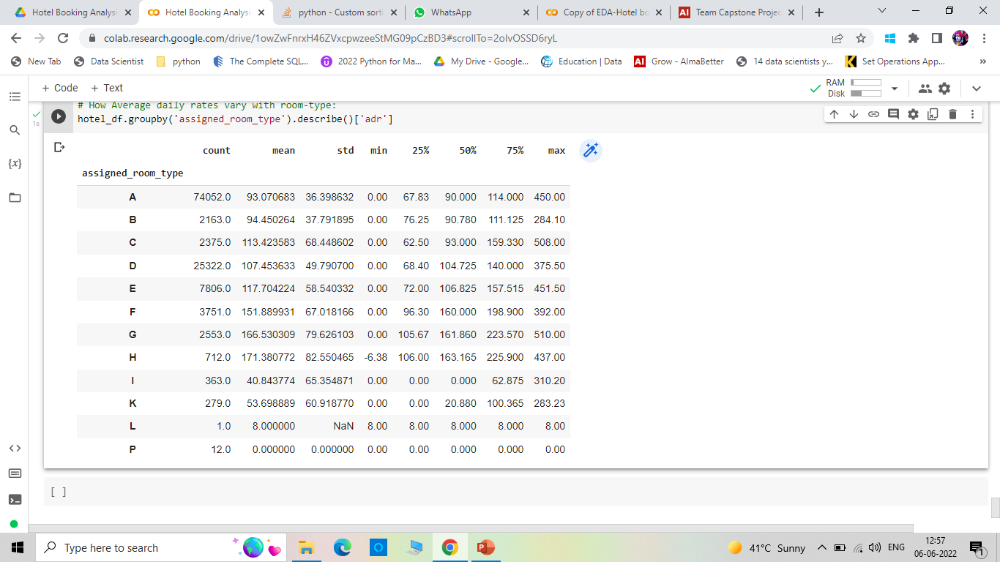 Hotel Booking Analysi
Hotel Booking Analysi
python - Custom sorti
WhatsApp
Copy of EDA-Hotel bo
AI Team Capstone Projec
colab.research.google.com/drive/1owZwFnrxH46ZVxcpwzeeStMG09pCzBD3#scrollTo=2oIvOSSD6ryL
New Tab
Data Scientist
python
The Complete SQL...
2022 Python for Ma...
My Drive - Google...
Education | Data
AI Grow - AlmaBetter
14 data scientists y...
K Set Operations App...
»
+ Code + Text
RAM
Disk
1s
# How Average daily rates vary with room-type:
hotel_df.groupby('assigned_room_type').describe()['adr']
{x}
count mean std min 25% 50% 75% max
assigned_room_type
A 74052.0 93.070683 36.398632 0.00 67.83 90.000 114.000 450.00
B 2163.0 94.450264 37.791895 0.00 76.25 90.780 111.125 284.10
C 2375.0 113.423583 68.448602 0.00 62.50 93.000 159.330 508.00
D 25322.0 107.453633 49.790700 0.00 68.40 104.725 140.000 375.50
E 7806.0 117.704224 58.540332 0.00 72.00 106.825 157.515 451.50
F 3751.0 151.889931 67.018166 0.00 96.30 160.000 198.900 392.00
G 2553.0 166.530309 79.626103 0.00 105.67 161.860 223.570 510.00
H 712.0 171.380772 82.550465 -6.38 106.00 163.165 225.900 437.00
I 363.0 40.843774 65.354871 0.00 0.00 0.000 62.875 310.20
K 279.0 53.698889 60.918770 0.00 0.00 20.880 100.365 283.23
L 1.0 8.000000 NaN 8.00 8.00 8.000 8.000 8.00
P 12.0 0.000000 0.000000 0.00 0.00 0.000 0.000 0.00
[ ]
Type here to search
41°C Sunny
ENG
12:57
06-06-2022
1